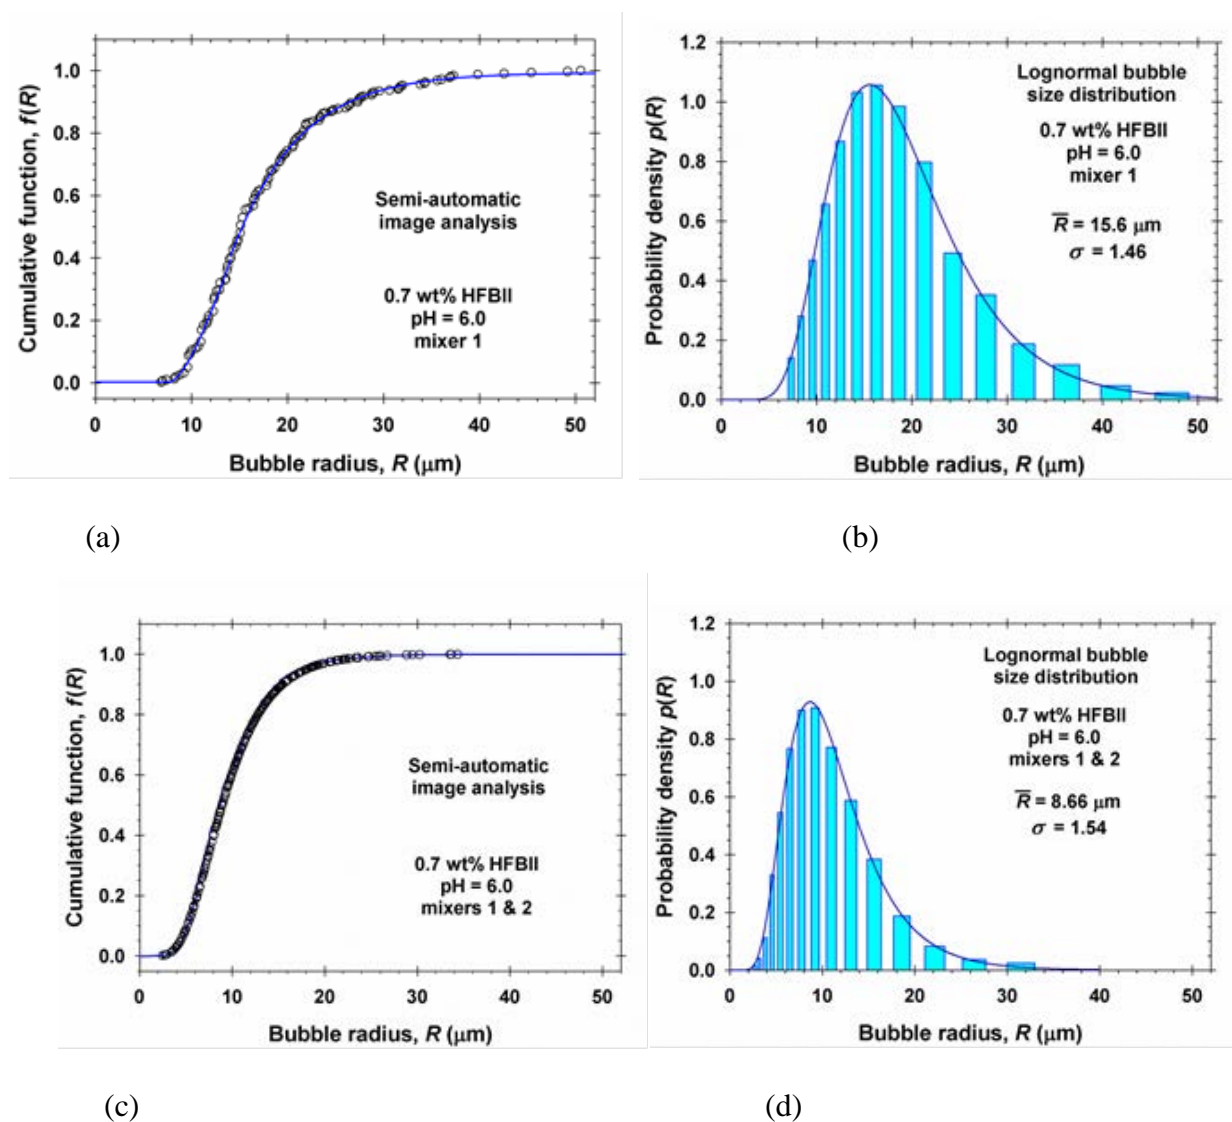 1.0
0.8
0.6
0.4
0.2
0.0
Cumulative function, f(R)
Semi-automatic
image analysis
0.7 wt% HFBII
pH = 6.0
mixer 1
0 10 20 30 40 50
Bubble radius, R (μm)
1.2
1.0
0.8
0.6
0.4
0.2
0.0
Probability density p(R)
Lognormal bubble
size distribution
0.7 wt% HFBII
pH = 6.0
mixer 1
R̅ = 15.6 μm
σ = 1.46
0 10 20 30 40 50
Bubble radius, R (μm)
(a) (b)
1.0
0.8
0.6
0.4
0.2
0.0
Cumulative function, f(R)
Semi-automatic
image analysis
0.7 wt% HFBII
pH = 6.0
mixers 1 & 2
0 10 20 30 40 50
Bubble radius, R (μm)
1.2
1.0
0.8
0.6
0.4
0.2
0.0
Probability density p(R)
Lognormal bubble
size distribution
0.7 wt% HFBII
pH = 6.0
mixers 1 & 2
R̅ = 8.66 μm
σ = 1.54
0 10 20 30 40 50
Bubble radius, R (μm)
(c) (d)